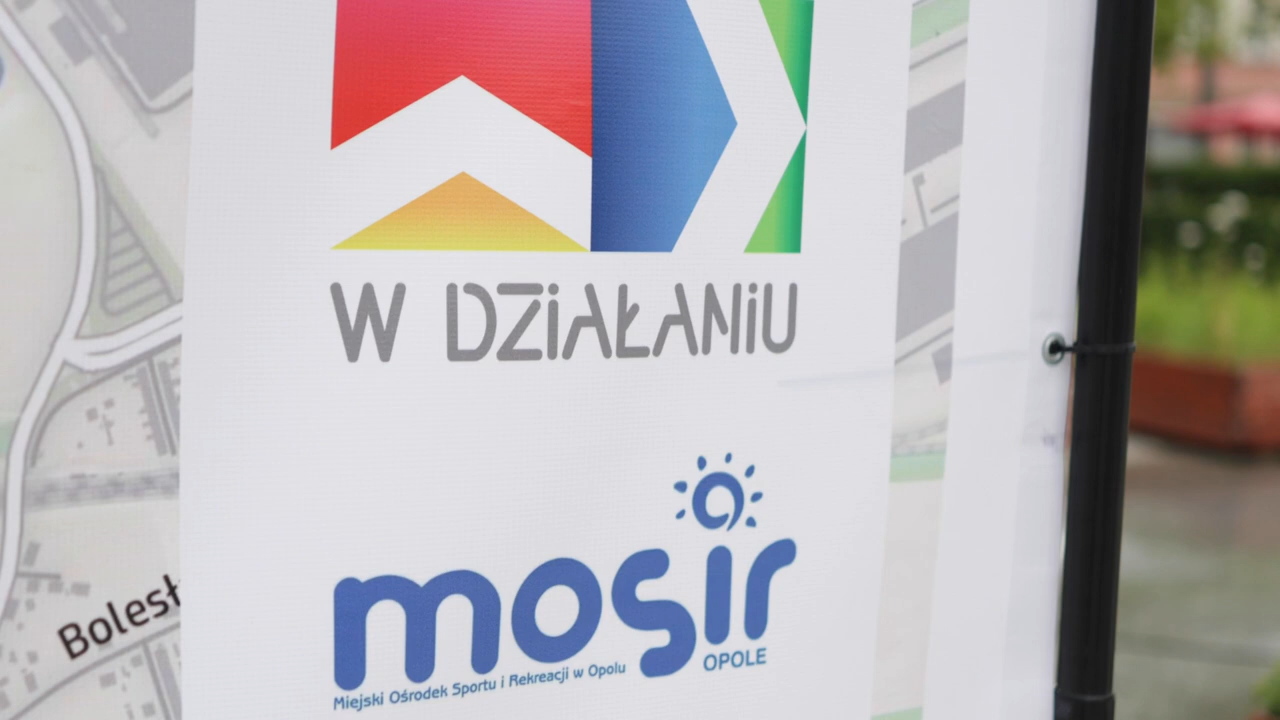 W DZIAŁANIU
mosir
OPOLE
Miejski Ośrodek Sportu i Rekreacji w Opolu
Bolesł